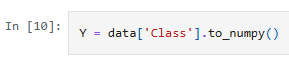 In [10]: Y = data['Class'].to_numpy()